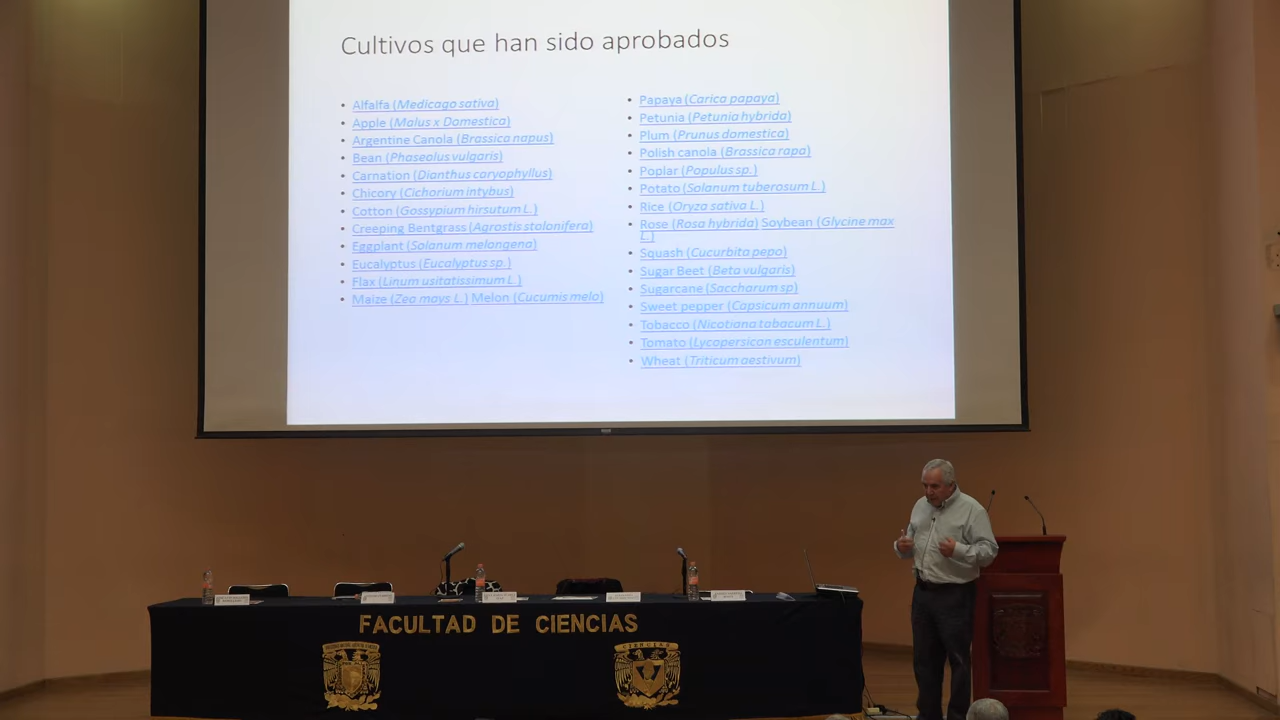 Cultivos que han sido aprobados
• Alfalfa (Medicago sativa)
• Apple (Malus x Domestica)
• Argentine Canola (Brassica napus)
• Bean (Phaseolus vulgaris)
• Carnation (Dianthus caryophyllus)
• Chicory (Cichorium intybus)
• Cotton (Gossypium hirsutum L.)
• Creeping Bentgrass (Agrostis stolonifera)
• Eggplant (Solanum melongena)
• Eucalyptus (Eucalyptus sp.)
• Flax (Linum usitatissimum L.)
• Maize (Zea mays L.) Melon (Cucumis melo)
• Papaya (Carica papaya)
• Petunia (Petunia hybrida)
• Plum (Prunus domestica)
• Polish canola (Brassica rapa)
• Poplar (Populus sp.)
• Potato (Solanum tuberosum L.)
• Rice (Oryza sativa L.)
• Rose (Rosa hybrida) Soybean (Glycine max
L.)
• Squash (Cucurbita pepo)
• Sugar Beet (Beta vulgaris)
• Sugarcane (Saccharum sp)
• Sweet pepper (Capsicum annuum)
• Tobacco (Nicotiana tabacum L.)
• Tomato (Lycopersicon esculentum)
• Wheat (Triticum aestivum)
FACULTAD DE CIENCIAS